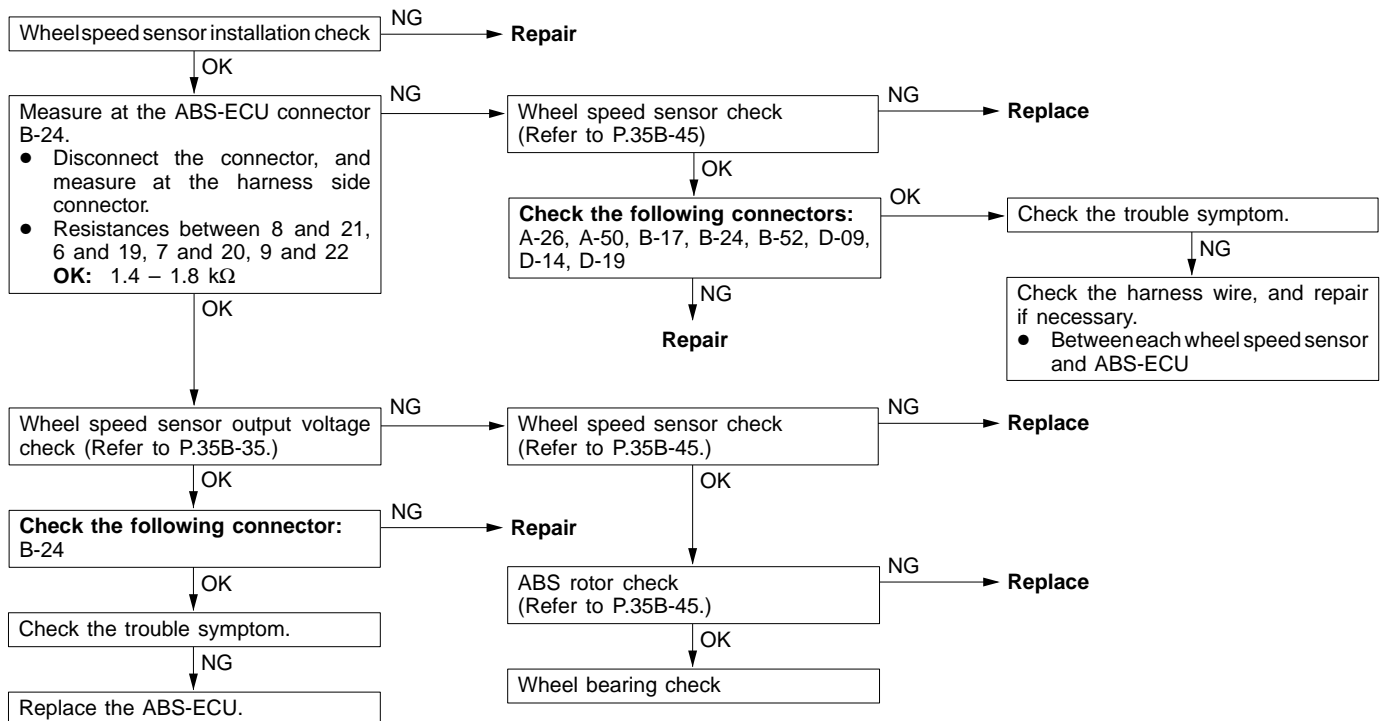 Wheel speed sensor installation check
NG
Repair
OK
Measure at the ABS-ECU connector
B-24.
● Disconnect the connector, and
measure at the harness side
connector.
● Resistances between 8 and 21,
6 and 19, 7 and 20, 9 and 22
OK: 1.4 – 1.8 kΩ
NG
Wheel speed sensor check
(Refer to P.35B-45)
NG
Replace
OK
Check the following connectors:
A-26, A-50, B-17, B-24, B-52, D-09,
D-14, D-19
OK
Check the trouble symptom.
NG
Check the harness wire, and repair
if necessary.
● Between each wheel speed sensor
and ABS-ECU
NG
Repair
OK
Wheel speed sensor output voltage
check (Refer to P.35B-35.)
NG
Wheel speed sensor check
(Refer to P.35B-45.)
NG
Replace
OK
OK
Check the following connector:
B-24
NG
Repair
ABS rotor check
(Refer to P.35B-45.)
NG
Replace
OK
Check the trouble symptom.
OK
Wheel bearing check
NG
Replace the ABS-ECU.